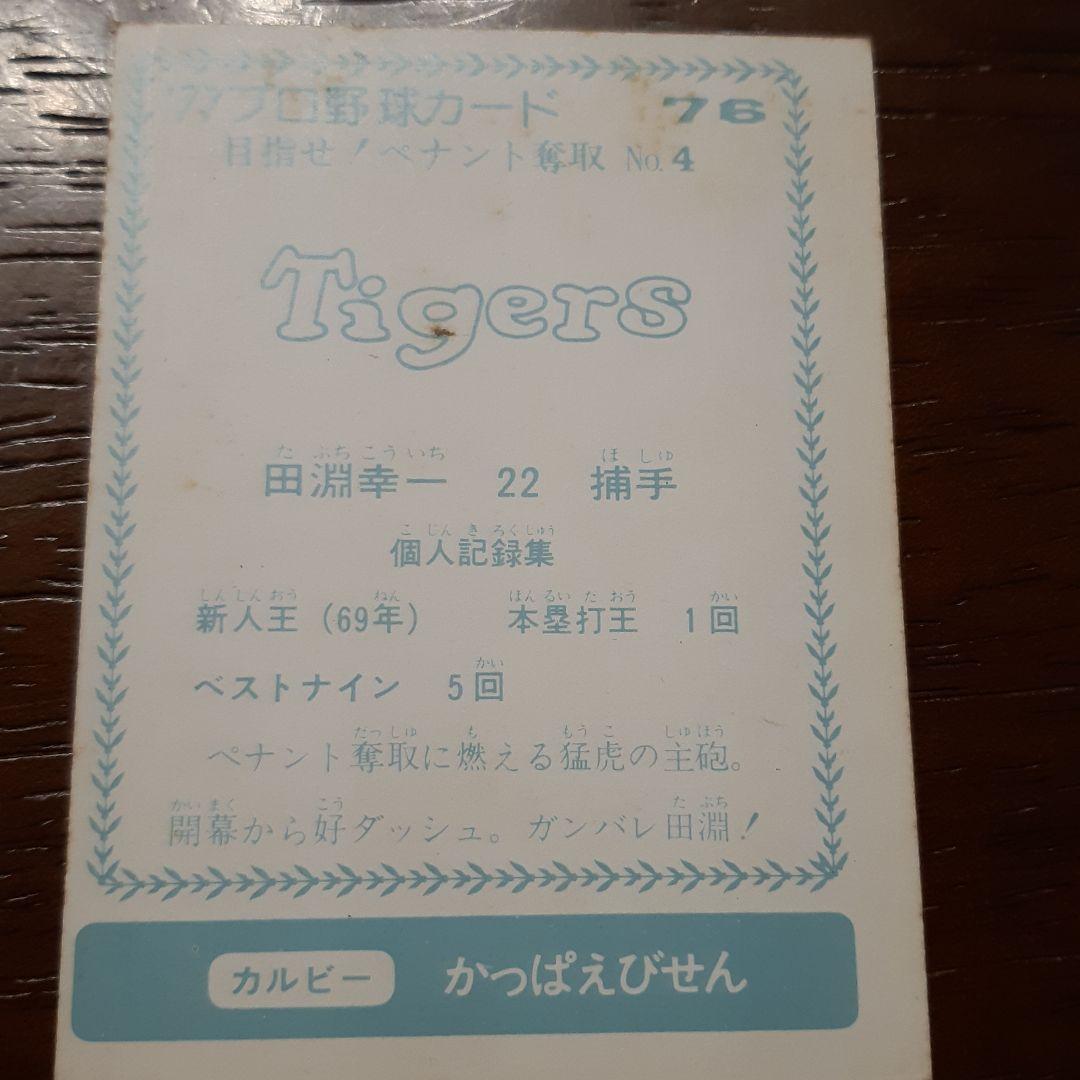 '77プロ野球カード 76
目指せ!ペナント奪取 No.4
Tigers
たぶちこういち ほしゅ
田淵幸一 22 捕手
こじんきろくしゅう
個人記録集
しんじんおう ねん ほんるいだおう かい
新人王(69年) 本塁打王 1回
かい
ベストナイン 5回
だっしゅ も もうこ しゅほう
ペナント奪取に燃える猛虎の主砲。
かいまく こう たぶち
開幕から好ダッシュ。ガンバレ田淵!
カルビー かっぱえびせん